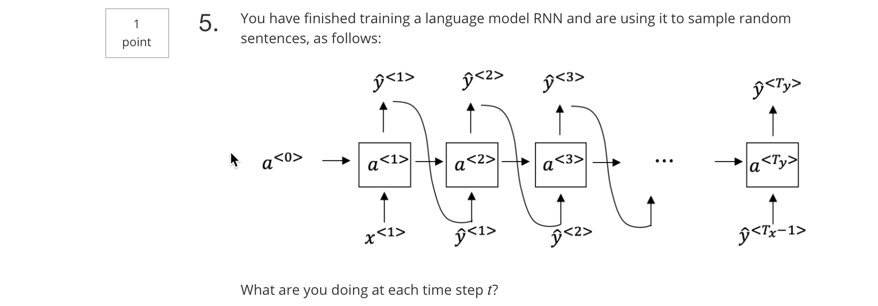 1
point
5.
You have finished training a language model RNN and are using it to sample random
sentences, as follows:
ŷ<1> ŷ<2> ŷ<3> ŷ<Ty>
a<0> a<1> a<2> a<3> ... a<Ty>
x<1> ŷ<1> ŷ<2> ŷ<Tx−1>
What are you doing at each time step t?